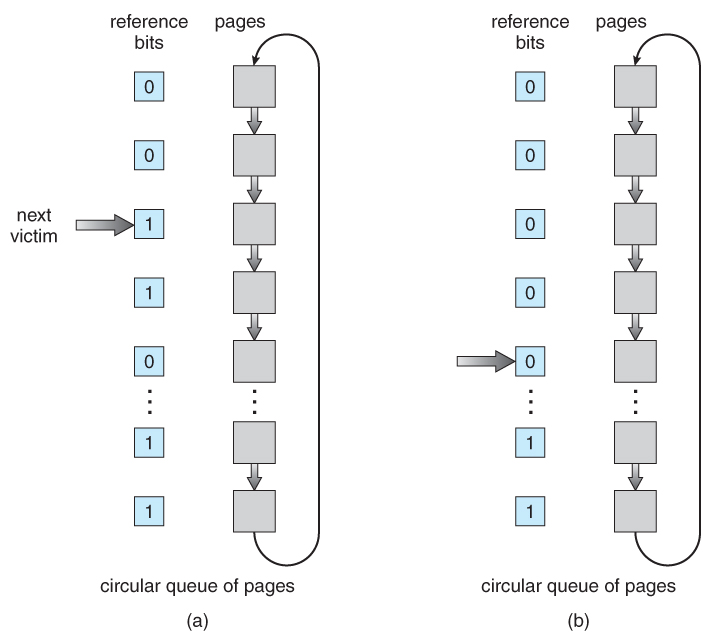 reference bits
pages
0
0
next victim
1
1
0
1
1
circular queue of pages
(a)
reference bits
pages
0
0
0
0
0
1
1
circular queue of pages
(b)